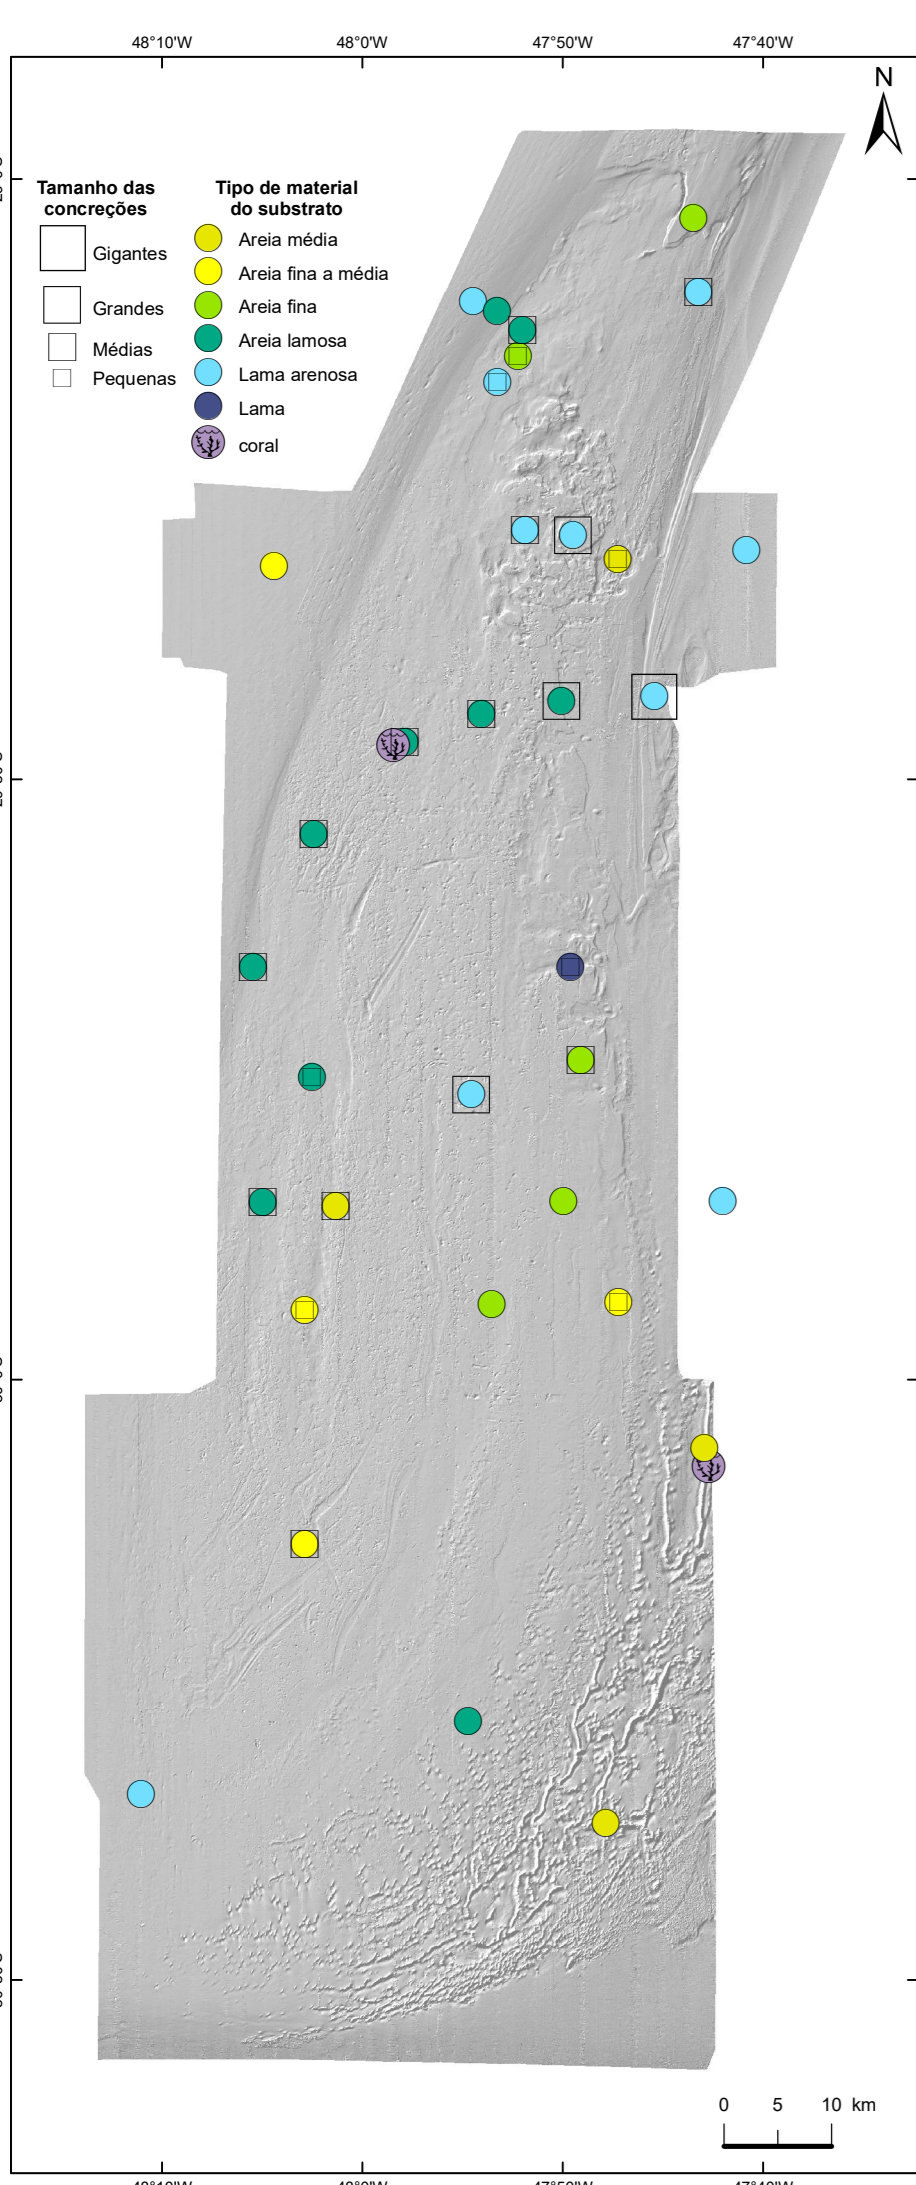 48°10'W 48°0'W 47°50'W 47°40'W
N
Tamanho das
concreções
Gigantes
Grandes
Médias
Pequenas
Tipo de material
do substrato
Areia média
Areia fina a média
Areia fina
Areia lamosa
Lama arenosa
Lama
coral
0 5 10 km